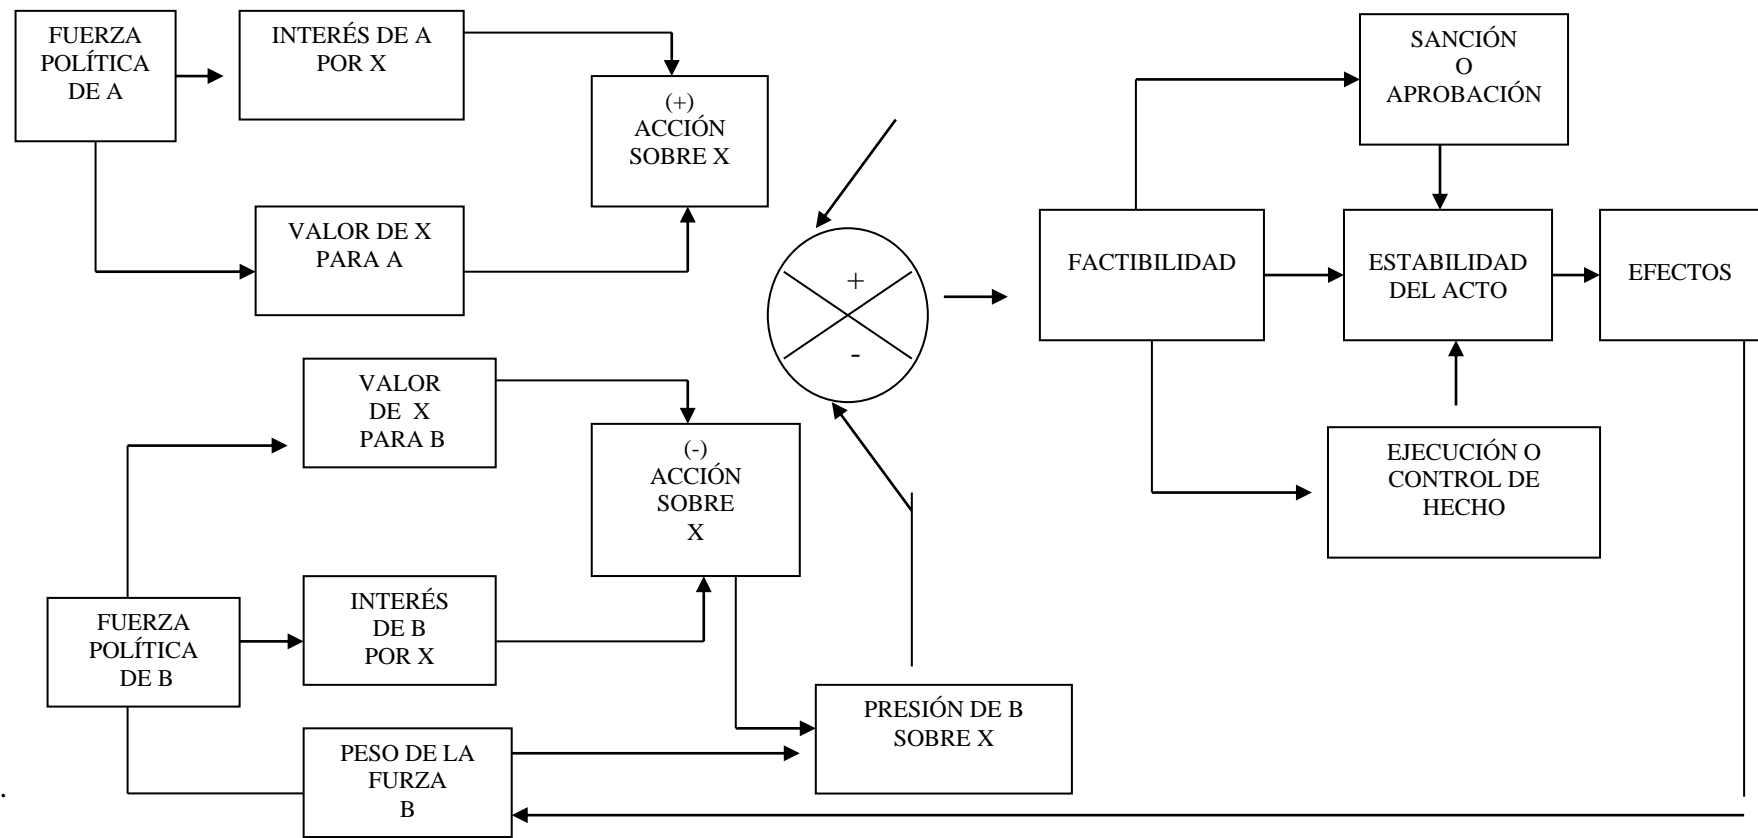 FUERZA
POLÍTICA
DE A
INTERÉS DE A
POR X
(+)
ACCIÓN
SOBRE X
VALOR DE X
PARA A
SANCIÓN
O
APROBACIÓN
+
-
FACTIBILIDAD
ESTABILIDAD
DEL ACTO
EFECTOS
VALOR
DE X
PARA B
(-)
ACCIÓN
SOBRE
X
EJECUCIÓN O
CONTROL DE
HECHO
FUERZA
POLÍTICA
DE B
INTERÉS
DE B
POR X
PRESIÓN DE B
SOBRE X
PESO DE LA
FURZA
B
.